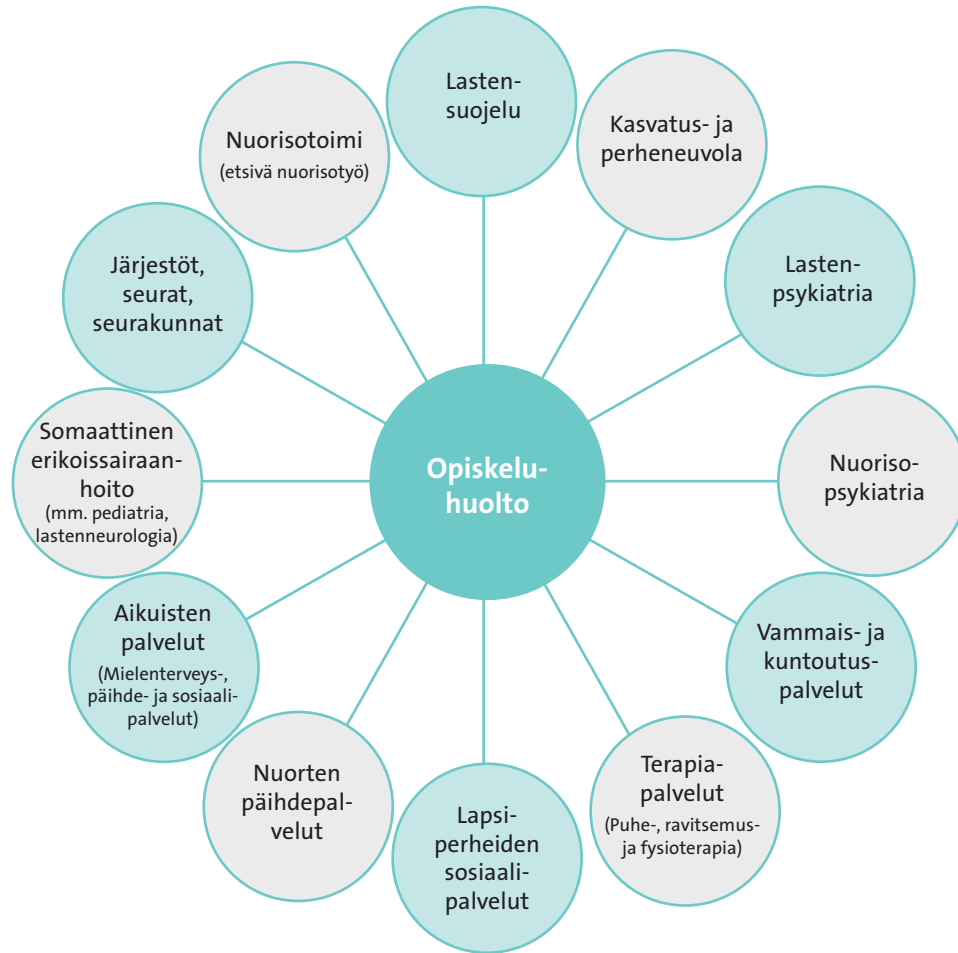 Lasten-
suojelu
Kasvatus- ja
perheneuvola
Lasten-
psykiatria
Nuoriso-
psykiatria
Vammais- ja
kuntoutus-
palvelut
Terapia-
palvelut
(Puhe-, ravitsemus-
ja fysioterapia)
Lapsi-
perheiden
sosiaali-
palvelut
Nuorten
päihdepal-
velut
Aikuisten
palvelut
(Mielenterveys-,
päihde- ja sosiaali-
palvelut)
Somaattinen
erikoissairaan-
hoito
(mm. pediatria,
lastenneurologia)
Järjestöt,
seurat,
seurakunnat
Nuorisotoimi
(etsivä nuorisotyö)
Opiskelu-
huolto